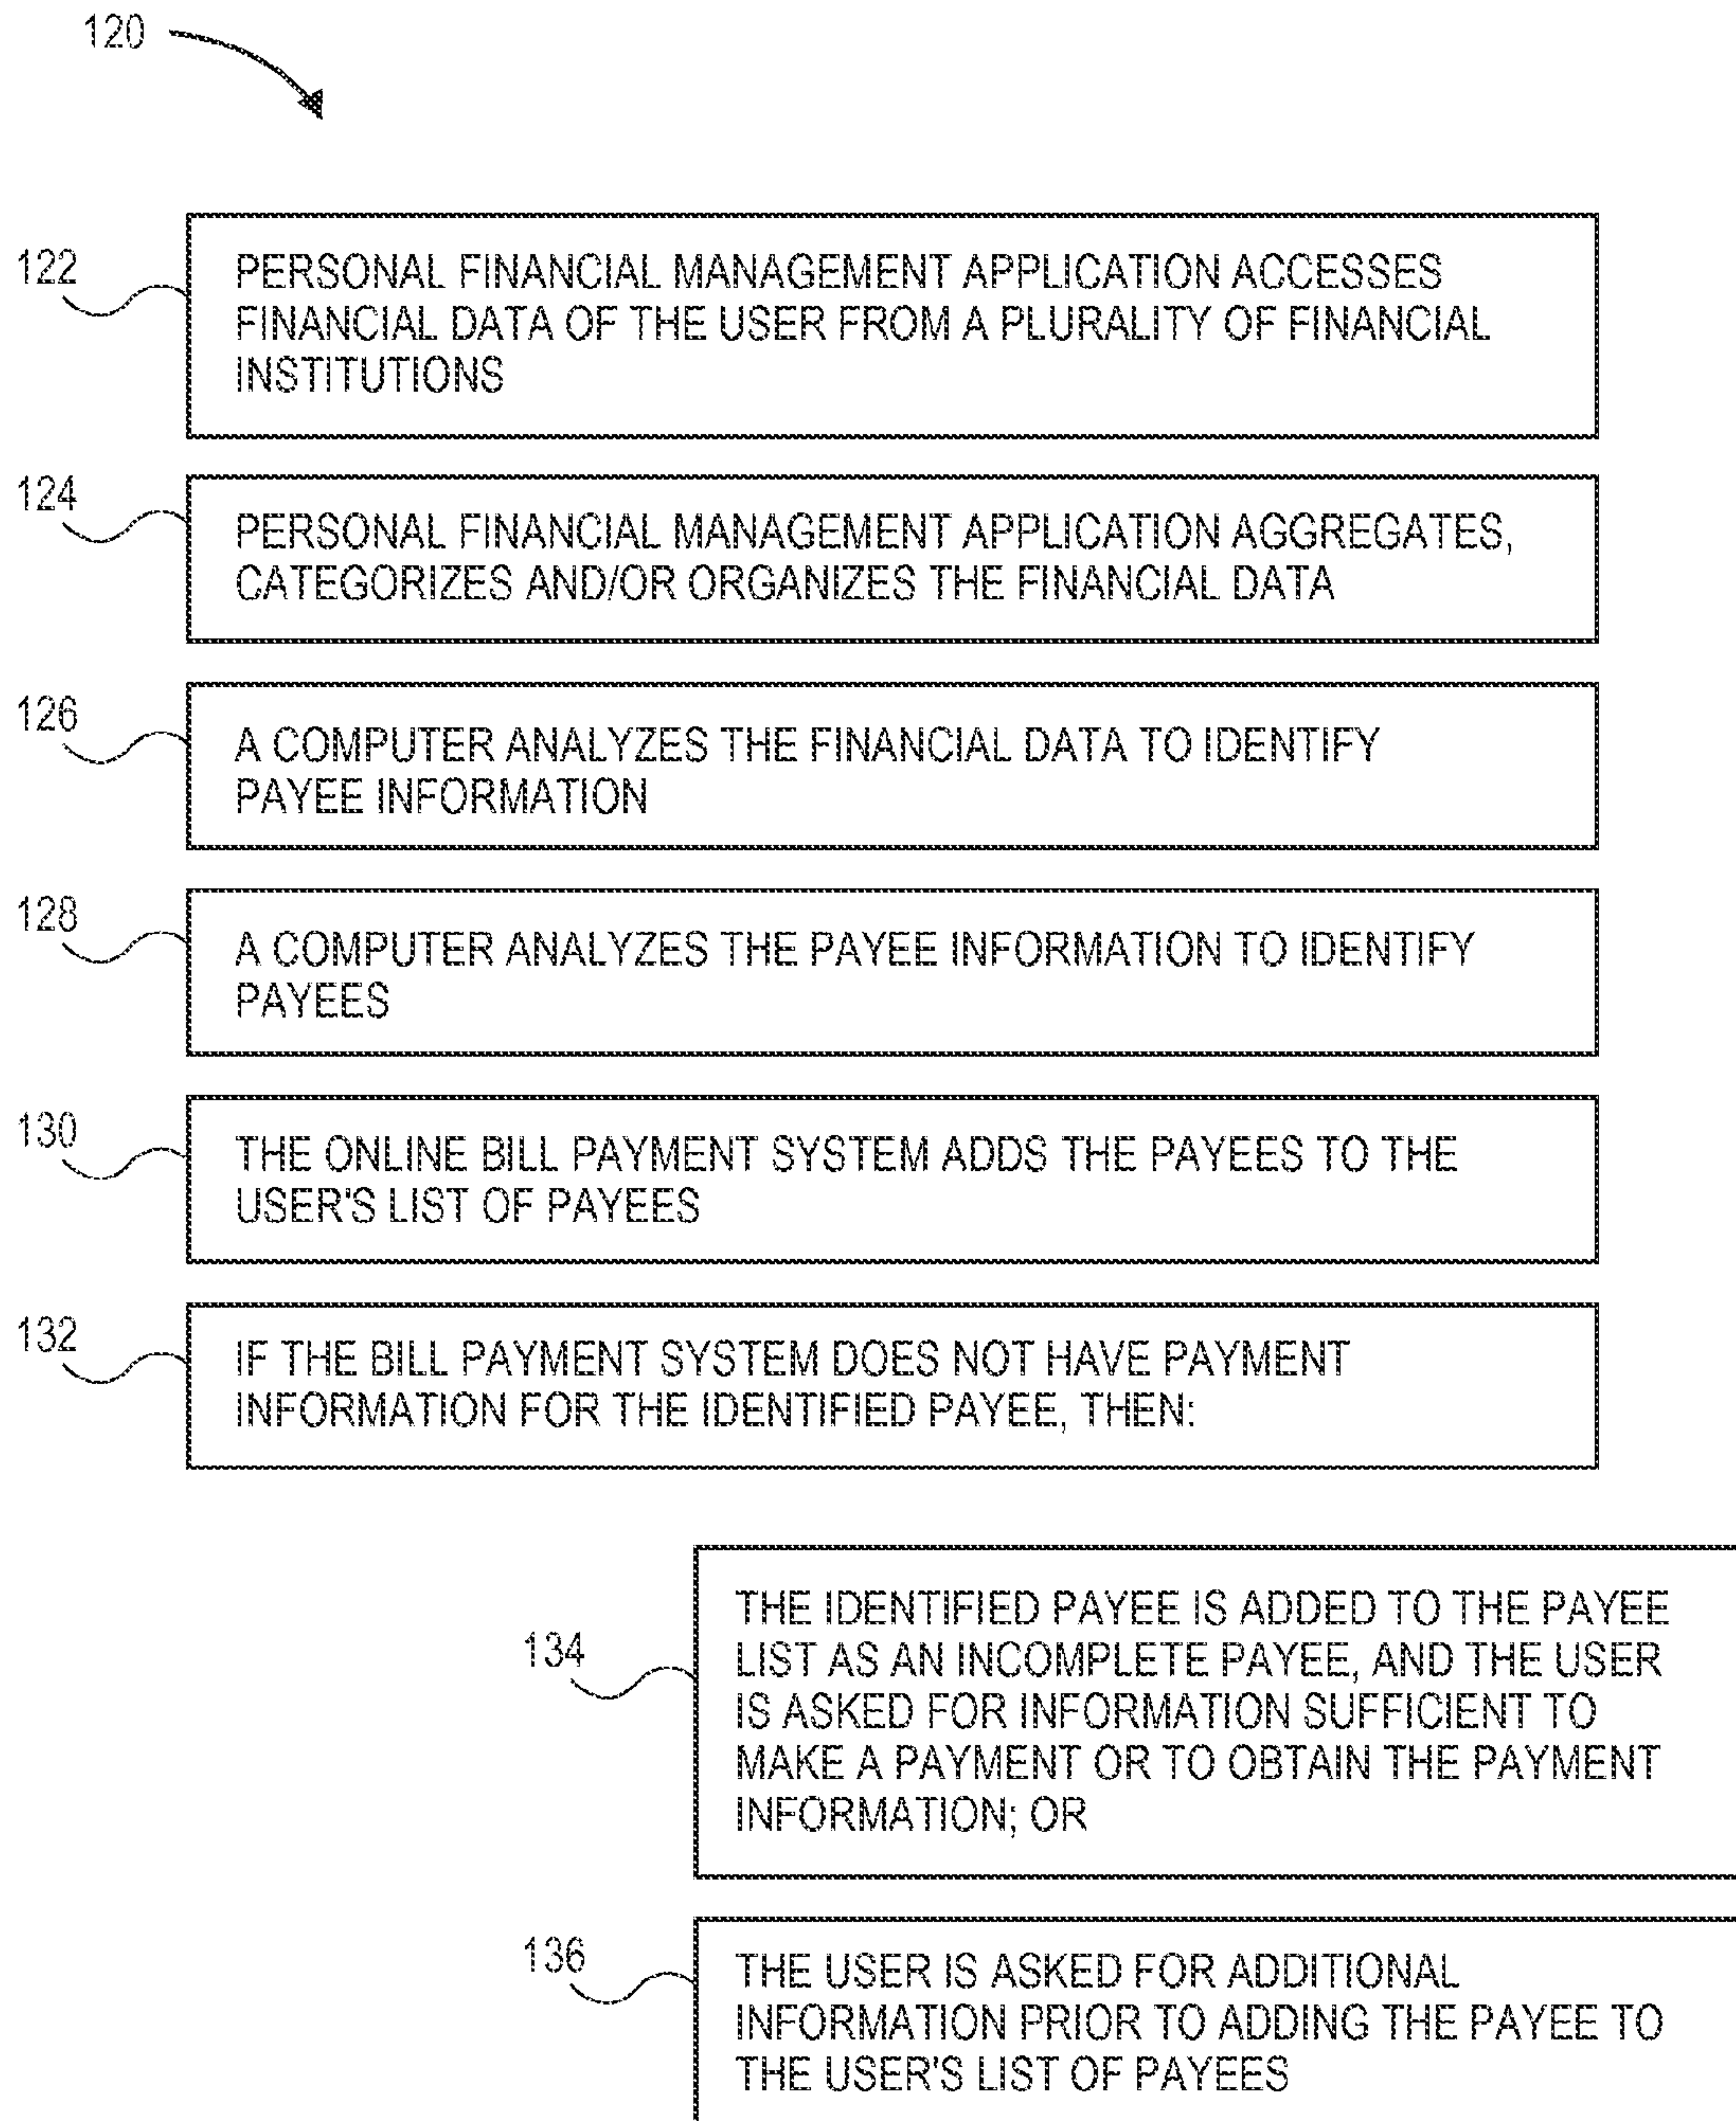 120
122
PERSONAL FINANCIAL MANAGEMENT APPLICATION ACCESSES
FINANCIAL DATA OF THE USER FROM A PLURALITY OF FINANCIAL
INSTITUTIONS
124
PERSONAL FINANCIAL MANAGEMENT APPLICATION AGGREGATES,
CATEGORIZES AND/OR ORGANIZES THE FINANCIAL DATA
126
A COMPUTER ANALYZES THE FINANCIAL DATA TO IDENTIFY
PAYEE INFORMATION
128
A COMPUTER ANALYZES THE PAYEE INFORMATION TO IDENTIFY
PAYEES
130
THE ONLINE BILL PAYMENT SYSTEM ADDS THE PAYEES TO THE
USER'S LIST OF PAYEES
132
IF THE BILL PAYMENT SYSTEM DOES NOT HAVE PAYMENT
INFORMATION FOR THE IDENTIFIED PAYEE, THEN:
134
THE IDENTIFIED PAYEE IS ADDED TO THE PAYEE
LIST AS AN INCOMPLETE PAYEE, AND THE USER
IS ASKED FOR INFORMATION SUFFICIENT TO
MAKE A PAYMENT OR TO OBTAIN THE PAYMENT
INFORMATION; OR
136
THE USER IS ASKED FOR ADDITIONAL
INFORMATION PRIOR TO ADDING THE PAYEE TO
THE USER'S LIST OF PAYEES